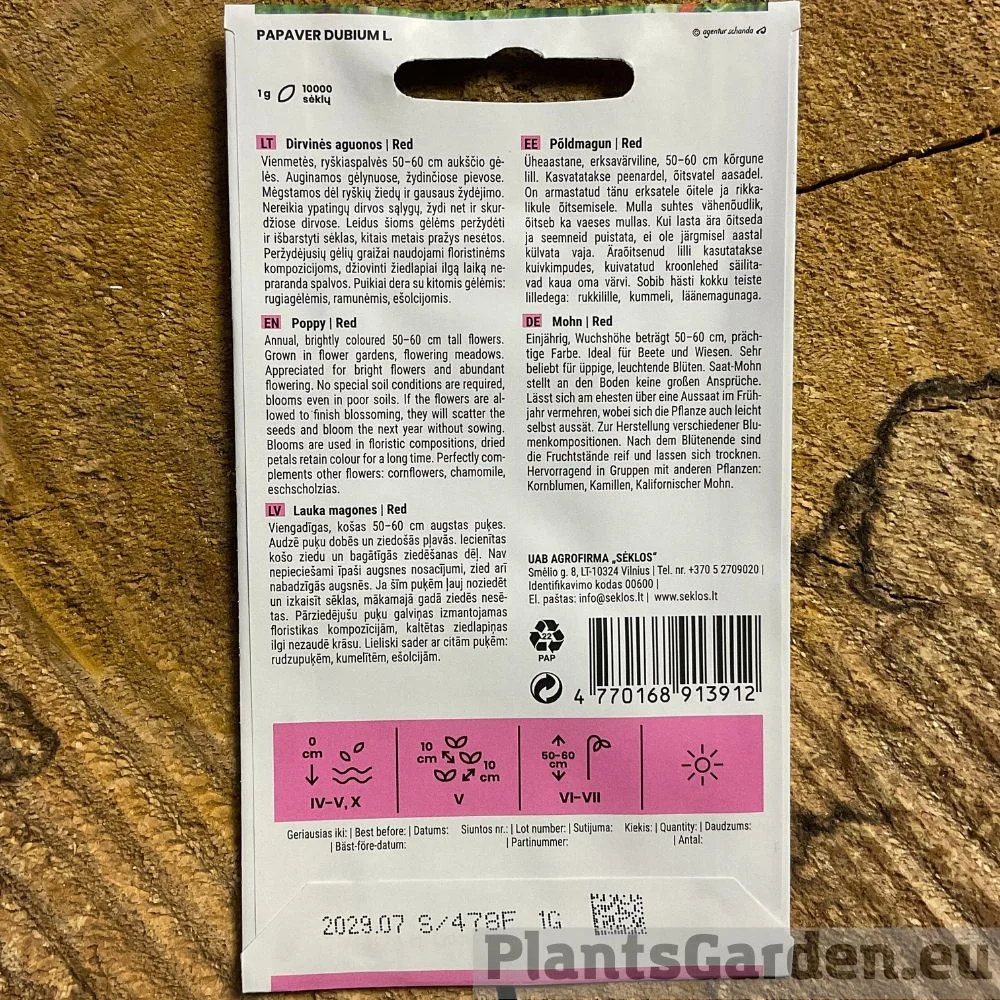 PAPAVER DUBIUM L.
© agentur schanda
1 g 10000 sėklų
LT Dirvinės aguonos | Red
Vienmetės, ryškiaspalvės 50–60 cm aukščio gė-
lės. Auginamos gėlynuose, žydinčiose pievose.
Mėgstamos dėl ryškių žiedų ir gausaus žydėjimo.
Nereikia ypatingų dirvos sąlygų, žydi net ir skur-
džiose dirvose. Leidus šioms gėlėms peržydėti
ir išbarstyti sėklas, kitais metais pražys nesėtos.
Peržydėjusių gėlių graižai naudojami floristinėms
kompozicijoms, džiovinti žiedlapiai ilgą laiką ne-
praranda spalvos. Puikiai dera su kitomis gėlėmis:
rugiagėlėmis, ramunėmis, ešolcijomis.
EN Poppy | Red
Annual, brightly coloured 50–60 cm tall flowers.
Grown in flower gardens, flowering meadows.
Appreciated for bright flowers and abundant
flowering. No special soil conditions are required,
blooms even in poor soils. If the flowers are al-
lowed to finish blossoming, they will scatter the
seeds and bloom the next year without sowing.
Blooms are used in floristic compositions, dried
petals retain colour for a long time. Perfectly com-
plements other flowers: cornflowers, chamomile,
eschscholzias.
LV Lauka magones | Red
Viengadīgas, košas 50–60 cm augstas puķes.
Audzē puķu dobēs un ziedošās pļavās. Iecienītas
košo ziedu un bagātīgās ziedēšanas dēļ. Nav
nepieciešami īpaši augsnes nosacījumi, zied arī
nabadzīgās augsnēs. Ja šīm puķēm ļauj noziedēt
un izkaisīt sēklas, nākamajā gadā ziedēs nesē-
tas. Pārziedējušu puķu galviņas izmantojamas
floristikas kompozīcijām, kaltētas ziedlapiņas
ilgi nezaudē krāsu. Lieliski sader ar citām puķēm:
rudzupuķēm, kumelītēm, ešolcijām.
EE Põldmagun | Red
Üheaastane, erksavärviline, 50–60 cm kõrgune
lill. Kasvatatakse peenardel, õitsvatel aasadel.
On armastatud tänu erksatele õitele ja rikka-
likule õitsemisele. Mulla suhtes vähenõudlik,
õitseb ka vaeses mullas. Kui lasta ära õitseda
ja seemneid puistata, ei ole järgmisel aastal
külvata vaja. Äraõitsenud lilli kasutatakse
kuivkimpudes, kuivatatud kroonlehed säilita-
vad kaua oma värvi. Sobib hästi kokku teiste
lilledega: rukkilille, kummeli, läänemagunaga.
DE Mohn | Red
Einjährig, Wuchshöhe beträgt 50–60 cm, präch-
tige Farbe. Ideal für Beete und Wiesen. Sehr
beliebt für üppige, leuchtende Blüten. Saat-Mohn
stellt an den Boden keine großen Ansprüche.
Lässt sich am ehesten über eine Aussaat im Früh-
jahr vermehren, wobei sich die Pflanze auch leicht
selbst aussät. Zur Herstellung verschiedener Blu-
menkompositionen. Nach dem Blütenende sind
die Fruchtstände reif und lassen sich trocknen.
Hervorragend in Gruppen mit anderen Pflanzen:
Kornblumen, Kamillen, Kalifornischer Mohn.
UAB AGROFIRMA „SĖKLOS“
Smėlio g. 8, LT-10324 Vilnius | Tel. nr. +370 5 2709020 |
Identifikavimo kodas 00600 |
El. paštas: info@seklos.lt | www.seklos.lt
22
PAP
4 770168 913912
0 cm
IV–V, X
10 cm
10 cm
V
50–60 cm
VI–VII
Geriausias iki: | Best before: | Datums:
| Bäst-före-datum:
Siuntos nr.: | Lot number: | Sutijuma:
| Partinummer:
Kiekis: | Quantity: | Daudzums:
| Antal:
2029.07 S/478F 1G
PlantsGarden.eu